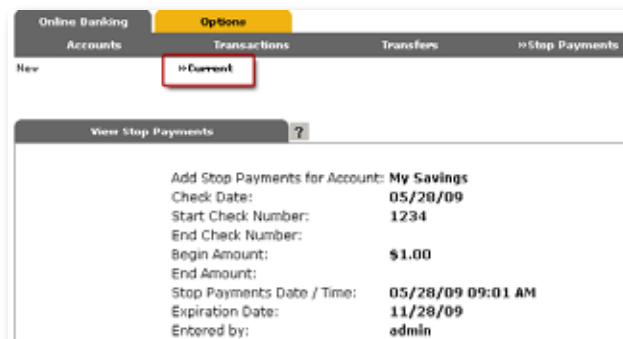 Online Banking Options
Accounts Transactions Transfers »Stop Payments
New »Current
View Stop Payments ?
Add Stop Payments for Account: My Savings
Check Date: 05/28/09
Start Check Number: 1234
End Check Number:
Begin Amount: $1.00
End Amount:
Stop Payments Date / Time: 05/28/09 09:01 AM
Expiration Date: 11/28/09
Entered by: admin